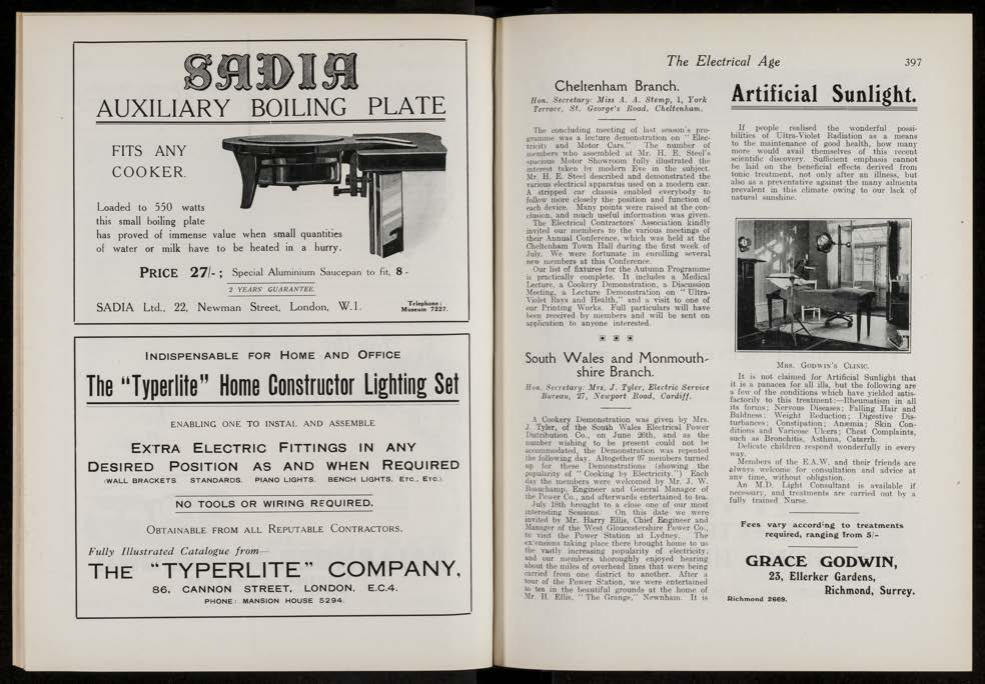 SADIA
AUXILIARY BOILING PLATE
FITS ANY
COOKER.
Loaded to 550 watts
this small boiling plate
has proved of immense value when small quantities
of water or milk have to be heated in a hurry.
PRICE 27/- ; Special Aluminium Saucepan to fit, 8 -
2 YEARS' GUARANTEE.
SADIA Ltd., 22, Newman Street, London, W.1.
Telephone:
Museum 7227.
INDISPENSABLE FOR HOME AND OFFICE
The "Typerlite" Home Constructor Lighting Set
ENABLING ONE TO INSTAL AND ASSEMBLE
EXTRA ELECTRIC FITTINGS IN ANY
DESIRED POSITION AS AND WHEN REQUIRED
(WALL BRACKETS. STANDARDS. PIANO LIGHTS. BENCH LIGHTS, ETC., ETC.).
NO TOOLS OR WIRING REQUIRED.
OBTAINABLE FROM ALL REPUTABLE CONTRACTORS.
Fully Illustrated Catalogue from—
THE "TYPERLITE" COMPANY,
86, CANNON STREET, LONDON, E.C.4.
PHONE: MANSION HOUSE 5294.
The Electrical Age
397
Cheltenham Branch.
Hon. Secretary: Miss A. A. Stemp, 1, York
Terrace, St. George's Road, Cheltenham.
The concluding meeting of last season's pro-
gramme was a lecture demonstration on "Elec-
tricity and Motor Cars." The number of
members who assembled at Mr. H. E. Steel's
spacious Motor Showroom fully illustrated the
interest taken by modern Eve in the subject.
Mr. H. E. Steel described and demonstrated the
various electrical apparatus used on a modern car.
A stripped car chassis enabled everybody to
follow more closely the position and function of
each device. Many points were raised at the con-
clusion, and much useful information was given.
The Electrical Contractors' Association kindly
invited our members to the various meetings of
their Annual Conference, which was held at the
Cheltenham Town Hall during the first week of
July. We were fortunate in enrolling several
new members at this Conference.
Our list of fixtures for the Autumn Programme
is practically complete. It includes a Medical
Lecture, a Cookery Demonstration, a Discussion
Meeting, a Lecture Demonstration on "Ultra-
Violet Rays and Health," and a visit to one of
our Printing Works. Full particulars will have
been received by members and will be sent on
application to anyone interested.
South Wales and Monmouth-
shire Branch.
Hon. Secretary: Mrs. J. Tyler, Electric Service
Bureau, 27, Newport Road, Cardiff.
A Cookery Demonstration was given by Mrs.
J. Tyler, of the South Wales Electrical Power
Distribution Co., on June 26th, and as the
number wishing to be present could not be
accommodated, the Demonstration was repeated
the following day. Altogether 97 members turned
up for these Demonstrations (showing the
popularity of "Cooking by Electricity.") Each
day the members were welcomed by Mr. J. W.
Beauchamp, Engineer and General Manager of
the Power Co., and afterwards entertained to tea.
July 18th brought to a close one of our most
interesting Sessions. On this date we were
invited by Mr. Harry Ellis, Chief Engineer and
Manager of the West Gloucestershire Power Co.,
to visit the Power Station at Lydney. The
extensions taking place there brought home to us
the vastly increasing popularity of electricity,
and our members thoroughly enjoyed hearing
about the miles of overhead lines that were being
carried from one district to another. After a
tour of the Power Station, we were entertained
to tea in the beautiful grounds at the home of
Mr. H. Ellis, "The Grange," Newnham. It is
Artificial Sunlight.
If people realised the wonderful possi-
bilities of Ultra-Violet Radiation as a means
to the maintenance of good health, how many
more would avail themselves of this recent
scientific discovery. Sufficient emphasis cannot
be laid on the beneficial effects derived from
tonic treatment, not only after an illness, but
also as a preventative against the many ailments
prevalent in this climate owing to our lack of
natural sunshine.
MRS. GODWIN'S CLINIC.
It is not claimed for Artificial Sunlight that
it is a panacea for all ills, but the following are
a few of the conditions which have yielded satis-
factorily to this treatment:—Rheumatism in all
its forms; Nervous Diseases; Falling Hair and
Baldness; Weight Reduction; Digestive Dis-
turbances; Constipation; Anæmia; Skin Con-
ditions and Varicose Ulcers; Chest Complaints,
such as Bronchitis, Asthma, Catarrh.
Delicate children respond wonderfully in every
way.
Members of the E.A.W. and their friends are
always welcome for consultation and advice at
any time, without obligation.
An M.D. Light Consultant is available if
necessary, and treatments are carried out by a
fully trained Nurse.
Fees vary according to treatments
required, ranging from 5/-
GRACE GODWIN,
23, Ellerker Gardens,
Richmond, Surrey.
Richmond 2669.